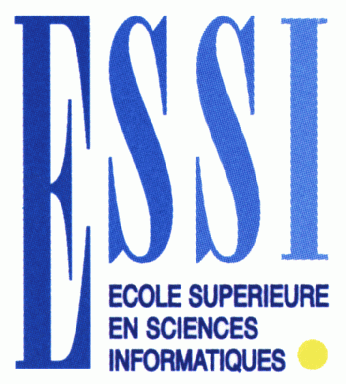 ESSI
ECOLE SUPERIEURE
EN SCIENCES
INFORMATIQUES